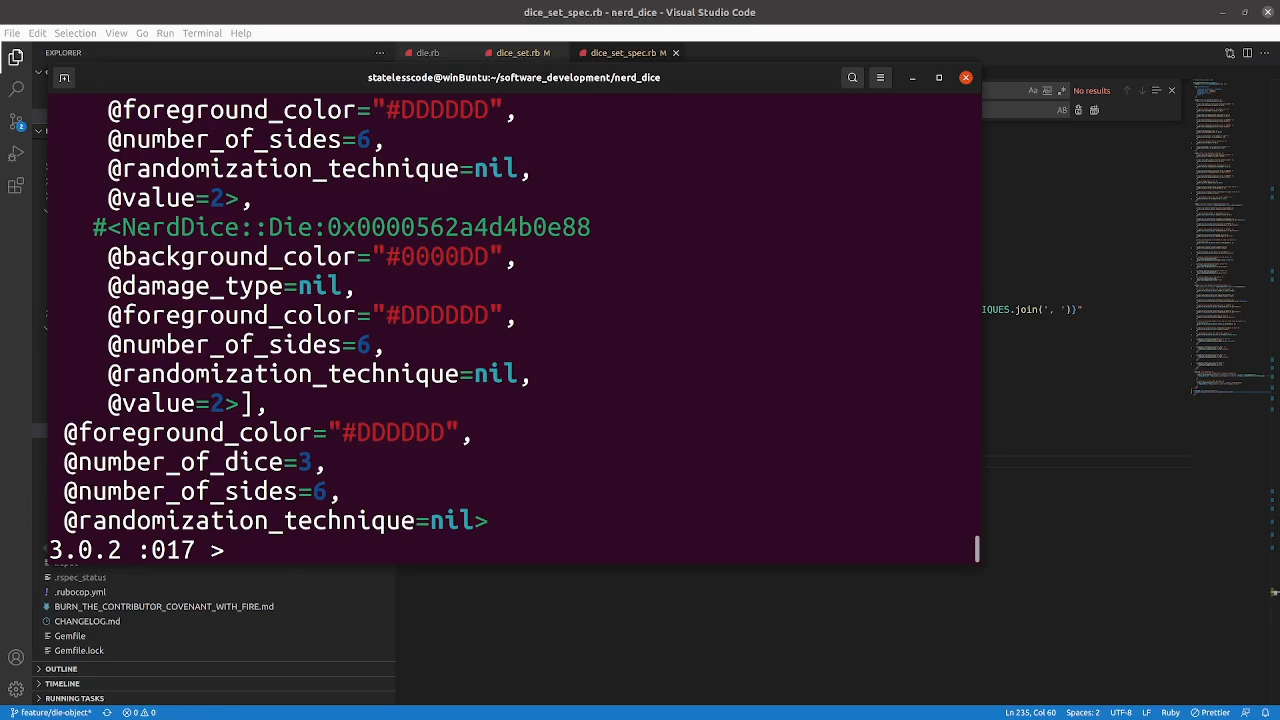 dice_set_spec.rb - nerd_dice - Visual Studio Code
File Edit Selection View Go Run Terminal Help
EXPLORER
die.rb
dice_set.rb M
dice_set_spec.rb M
statelesscode@winBuntu:~/software_development/nerd_dice
No results
@foreground_color="#DDDDDD"
@number_of_sides=6,
@randomization_technique=nil,
@value=2>,
@background_color="#0000DD"
@damage_type=nil,
@foreground_color="#DDDDDD"
@number_of_sides=6,
IQUES.join(', ')}"
@randomization_technique=nil,
@value=2>],
@foreground_color="#DDDDDD",
@number_of_dice=3,
@number_of_sides=6,
@randomization_technique=nil>
3.0.2 :017 >
.rspec_status
.rubocop.yml
BURN_THE_CONTRIBUTOR_COVENANT_WITH_FIRE.md
CHANGELOG.md
Gemfile
Gemfile.lock
OUTLINE
TIMELINE
RUNNING TASKS
feature/die-object* 0 0 Ln 235, Col 60 Spaces: 2 UTF-8 LF Ruby Prettier